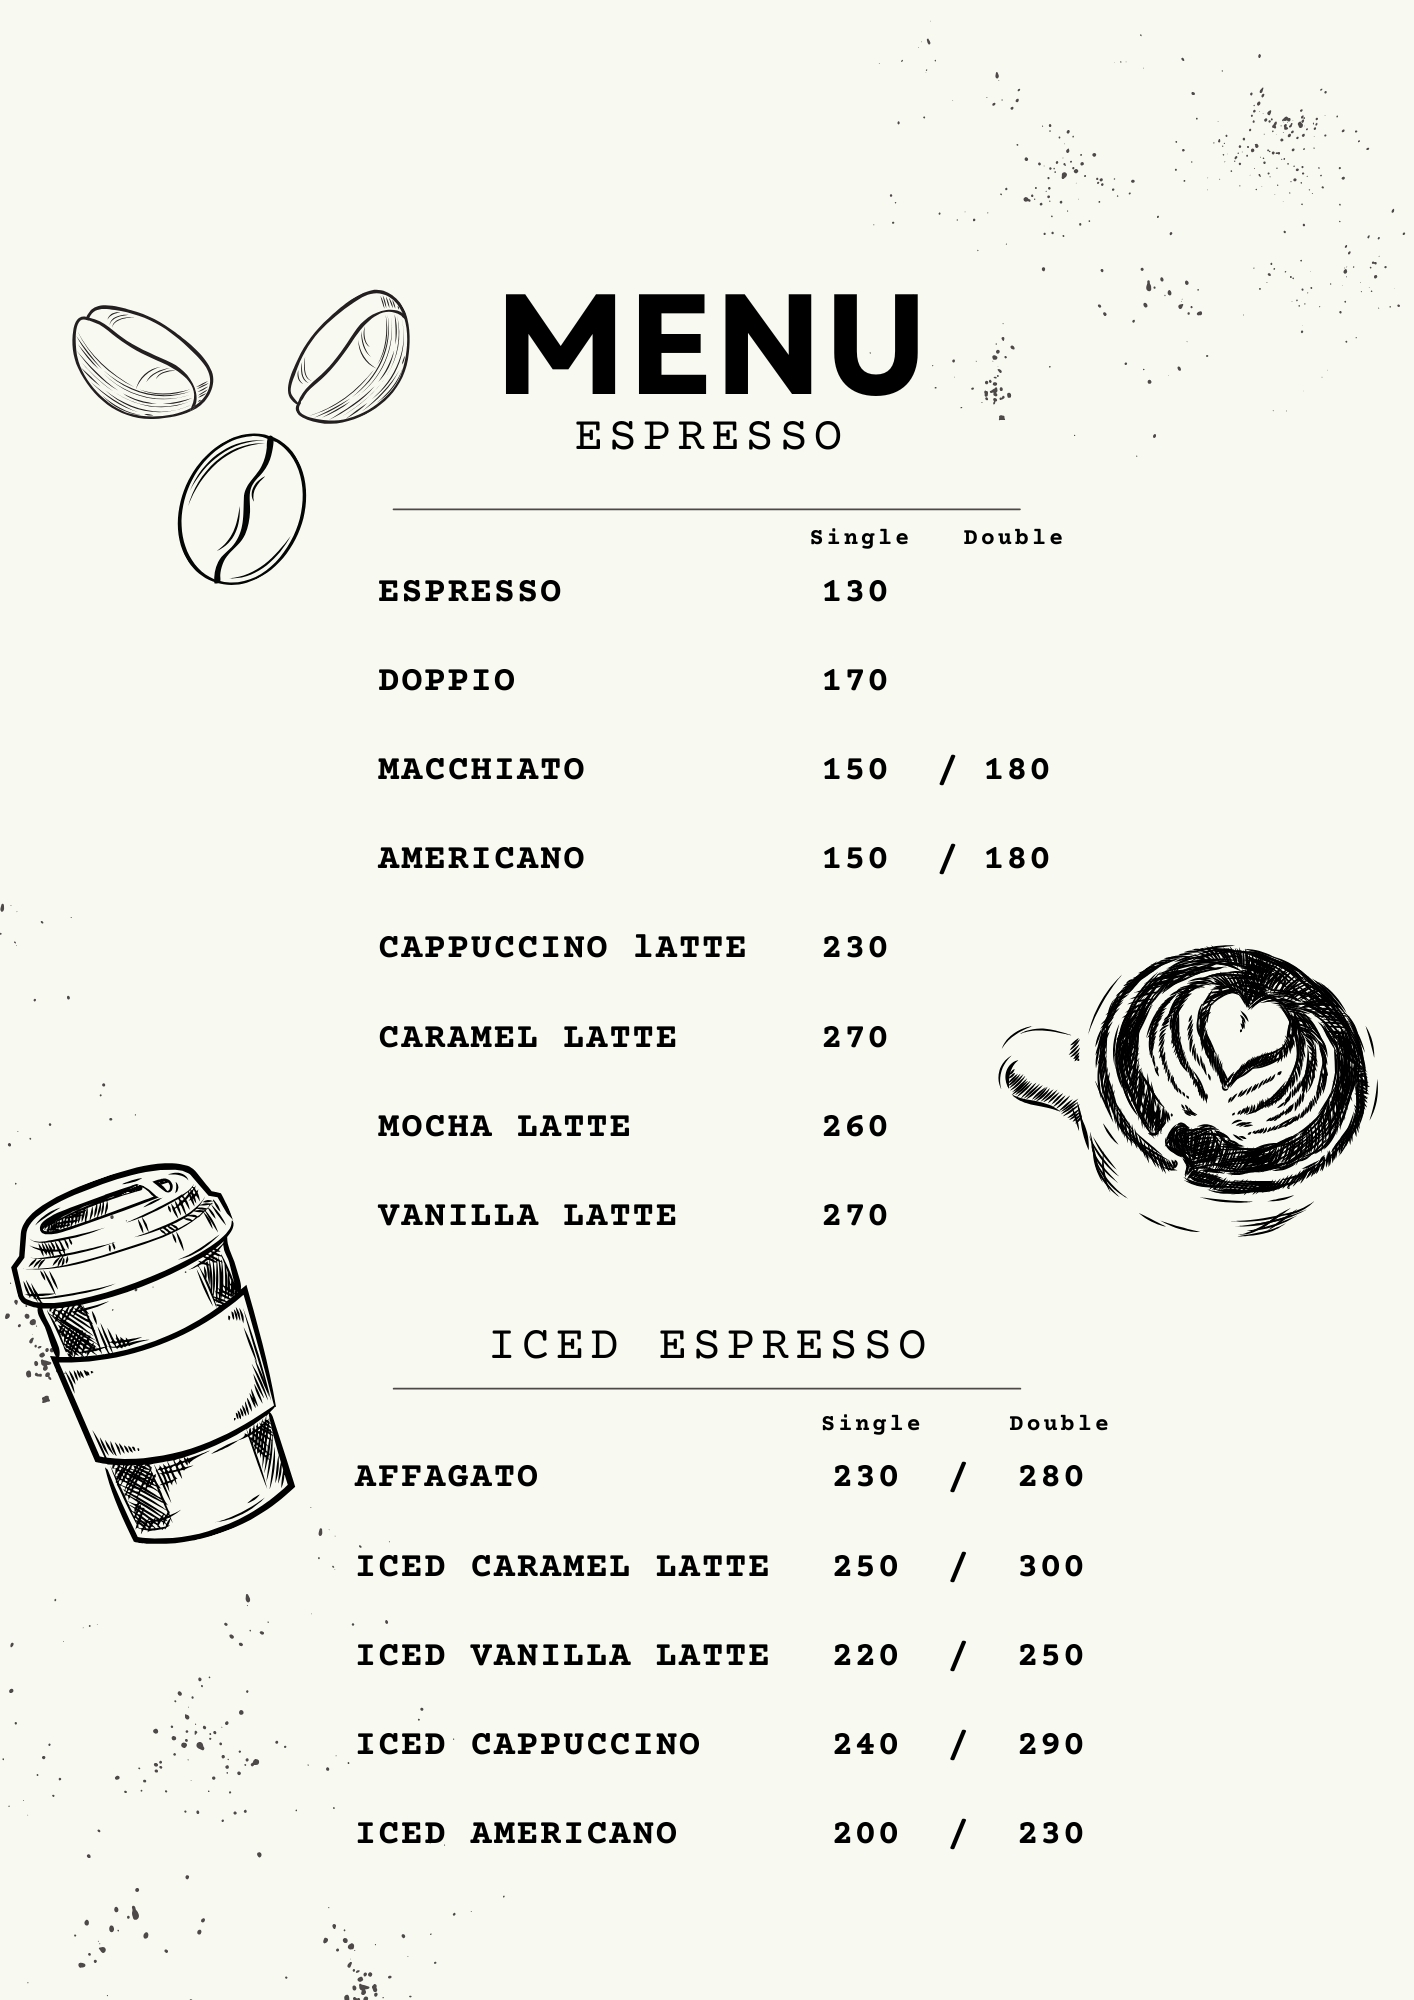 MENU
ESPRESSO
Single Double
ESPRESSO 130
DOPPIO 170
MACCHIATO 150 / 180
AMERICANO 150 / 180
CAPPUCCINO lATTE 230
CARAMEL LATTE 270
MOCHA LATTE 260
VANILLA LATTE 270
ICED ESPRESSO
Single Double
AFFAGATO 230 / 280
ICED CARAMEL LATTE 250 / 300
ICED VANILLA LATTE 220 / 250
ICED CAPPUCCINO 240 / 290
ICED AMERICANO 200 / 230